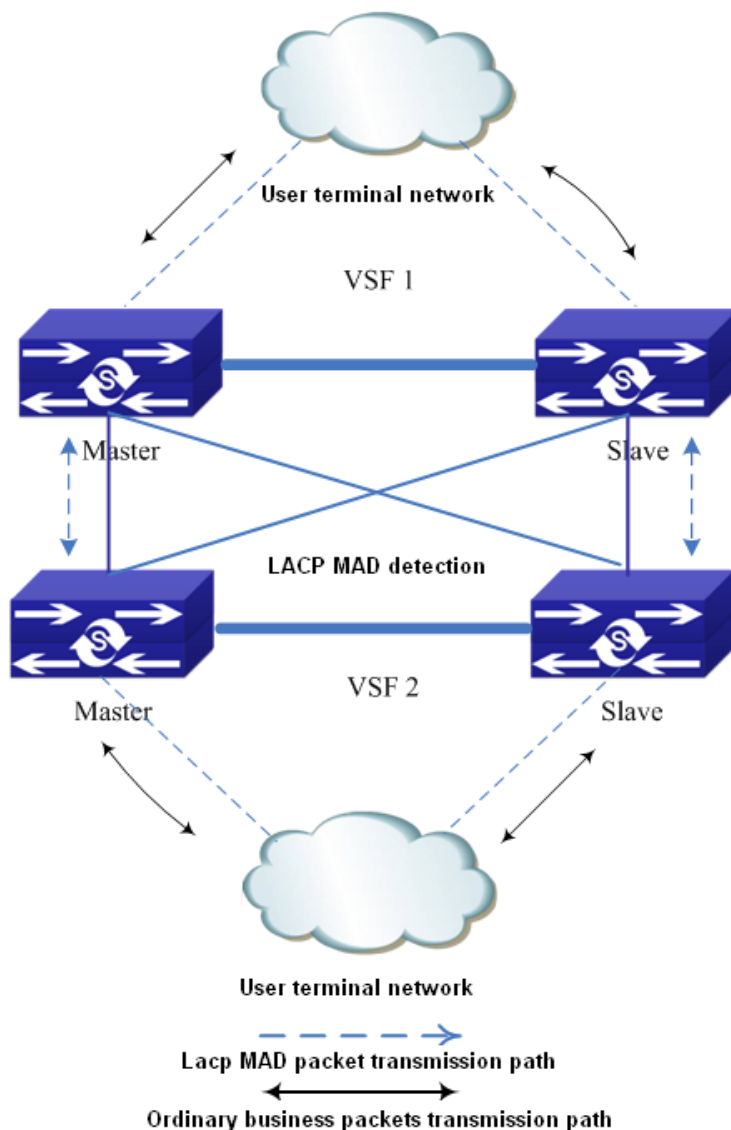 User terminal network
VSF 1
S
S
Master
Slave
LACP MAD detection
S
S
VSF 2
Master
Slave
User terminal network
Lacp MAD packet transmission path
Ordinary business packets transmission path